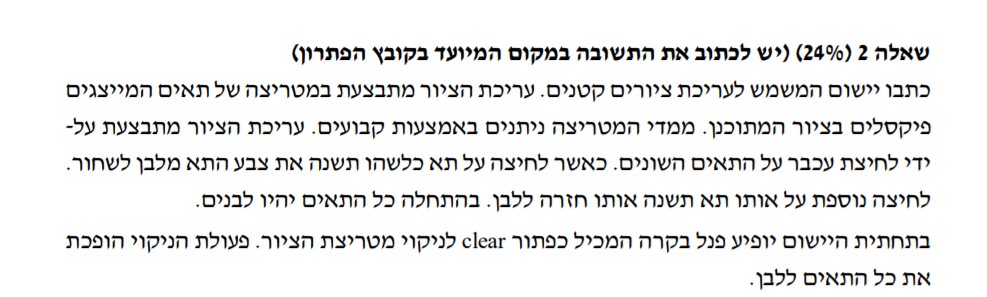 שאלה 2 (24%) (יש לכתוב את התשובה במקום המיועד בקובץ הפתרון)
כתבו יישום המשמש לעריכת ציורים קטנים. עריכת הציור מתבצעת במטריצה של תאים המייצגים
פיקסלים בציור המתוכנן. ממדי המטריצה ניתנים באמצעות קבועים. עריכת הציור מתבצעת על-
ידי לחיצת עכבר על התאים השונים. כאשר לחיצה על תא כלשהו תשנה את צבע התא מלבן לשחור.
לחיצה נוספת על אותו תא תשנה אותו חזרה ללבן. בהתחלה כל התאים יהיו לבנים.
בתחתית היישום יופיע פנל בקרה המכיל כפתור clear לניקוי מטריצת הציור. פעולת הניקוי הופכת
את כל התאים ללבן.